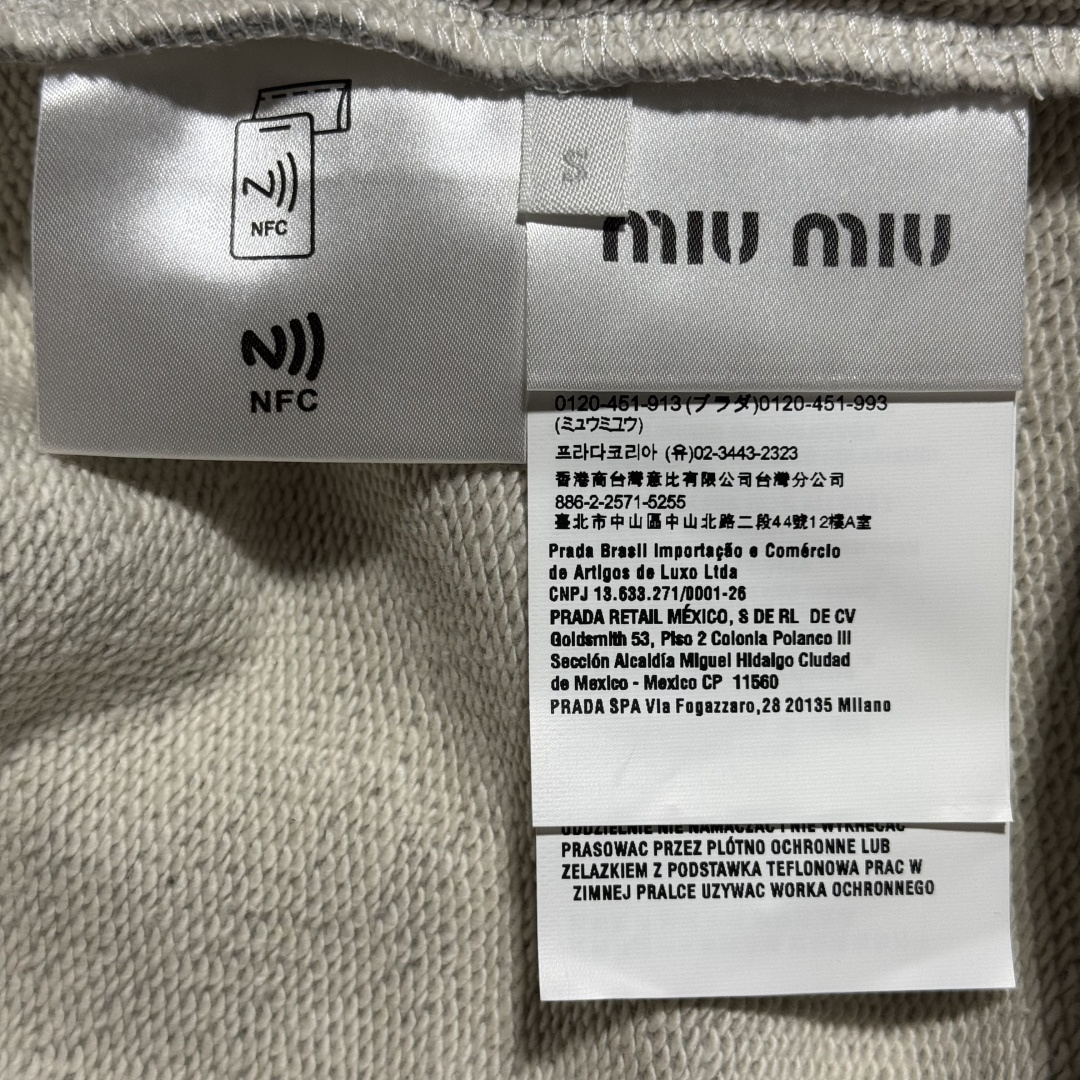 NFC
NFC
S
miu miu
0120-451-913(プラダ)0120-451-993
(ミュウミュウ)
프라다코리아 (유)02-3443-2323
香港商台灣意比有限公司台灣分公司
886-2-2571-5255
臺北市中山區中山北路二段44號12樓A室
Prada Brasil Importação e Comércio
de Artigos de Luxo Ltda
CNPJ 13.633.271/0001-26
PRADA RETAIL MÉXICO, S DE RL DE CV
Goldsmith 53, Piso 2 Colonia Polanco III
Sección Alcaldía Miguel Hidalgo Ciudad
de Mexico - Mexico CP 11560
PRADA SPA Via Fogazzaro,28 20135 Milano
ODDZIELNIE NIE NAMACZAC I NIE WYKRECAC
PRASOWAC PRZEZ PLÓTNO OCHRONNE LUB
ZELAZKIEM Z PODSTAWKA TEFLONOWA PRAC W
ZIMNEJ PRALCE UZYWAC WORKA OCHRONNEGO